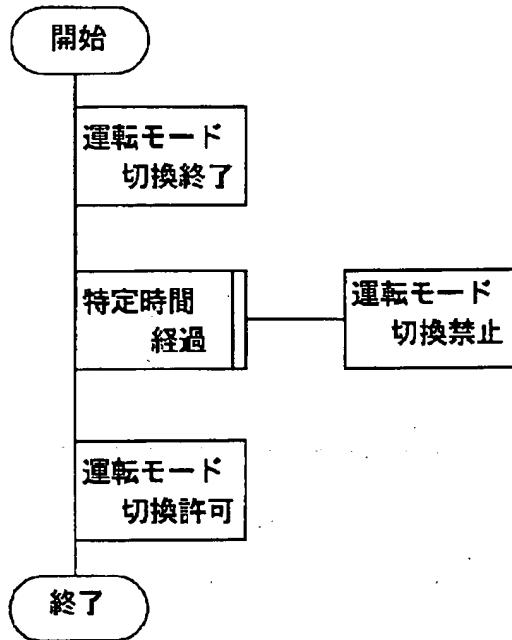 開始
運転モード
切換終了
特定時間
経過
運転モード
切換禁止
運転モード
切換許可
終了